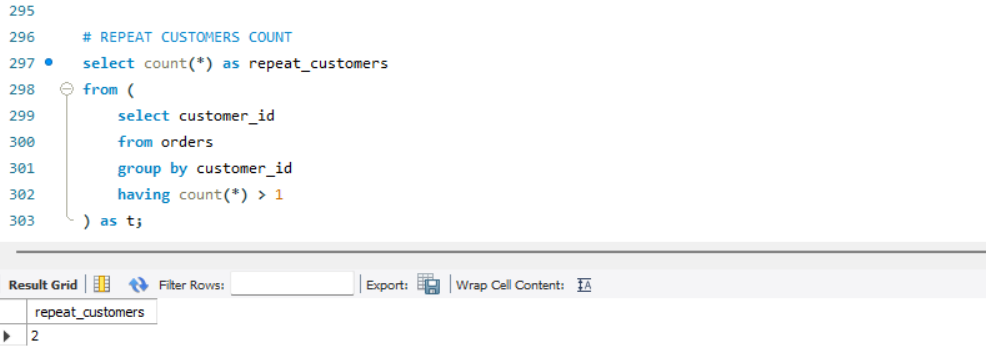 295
296 # REPEAT CUSTOMERS COUNT
297 select count(*) as repeat_customers
298 from (
299 select customer_id
300 from orders
301 group by customer_id
302 having count(*) > 1
303 ) as t;
Result Grid Filter Rows: Export: Wrap Cell Content:
repeat_customers
2